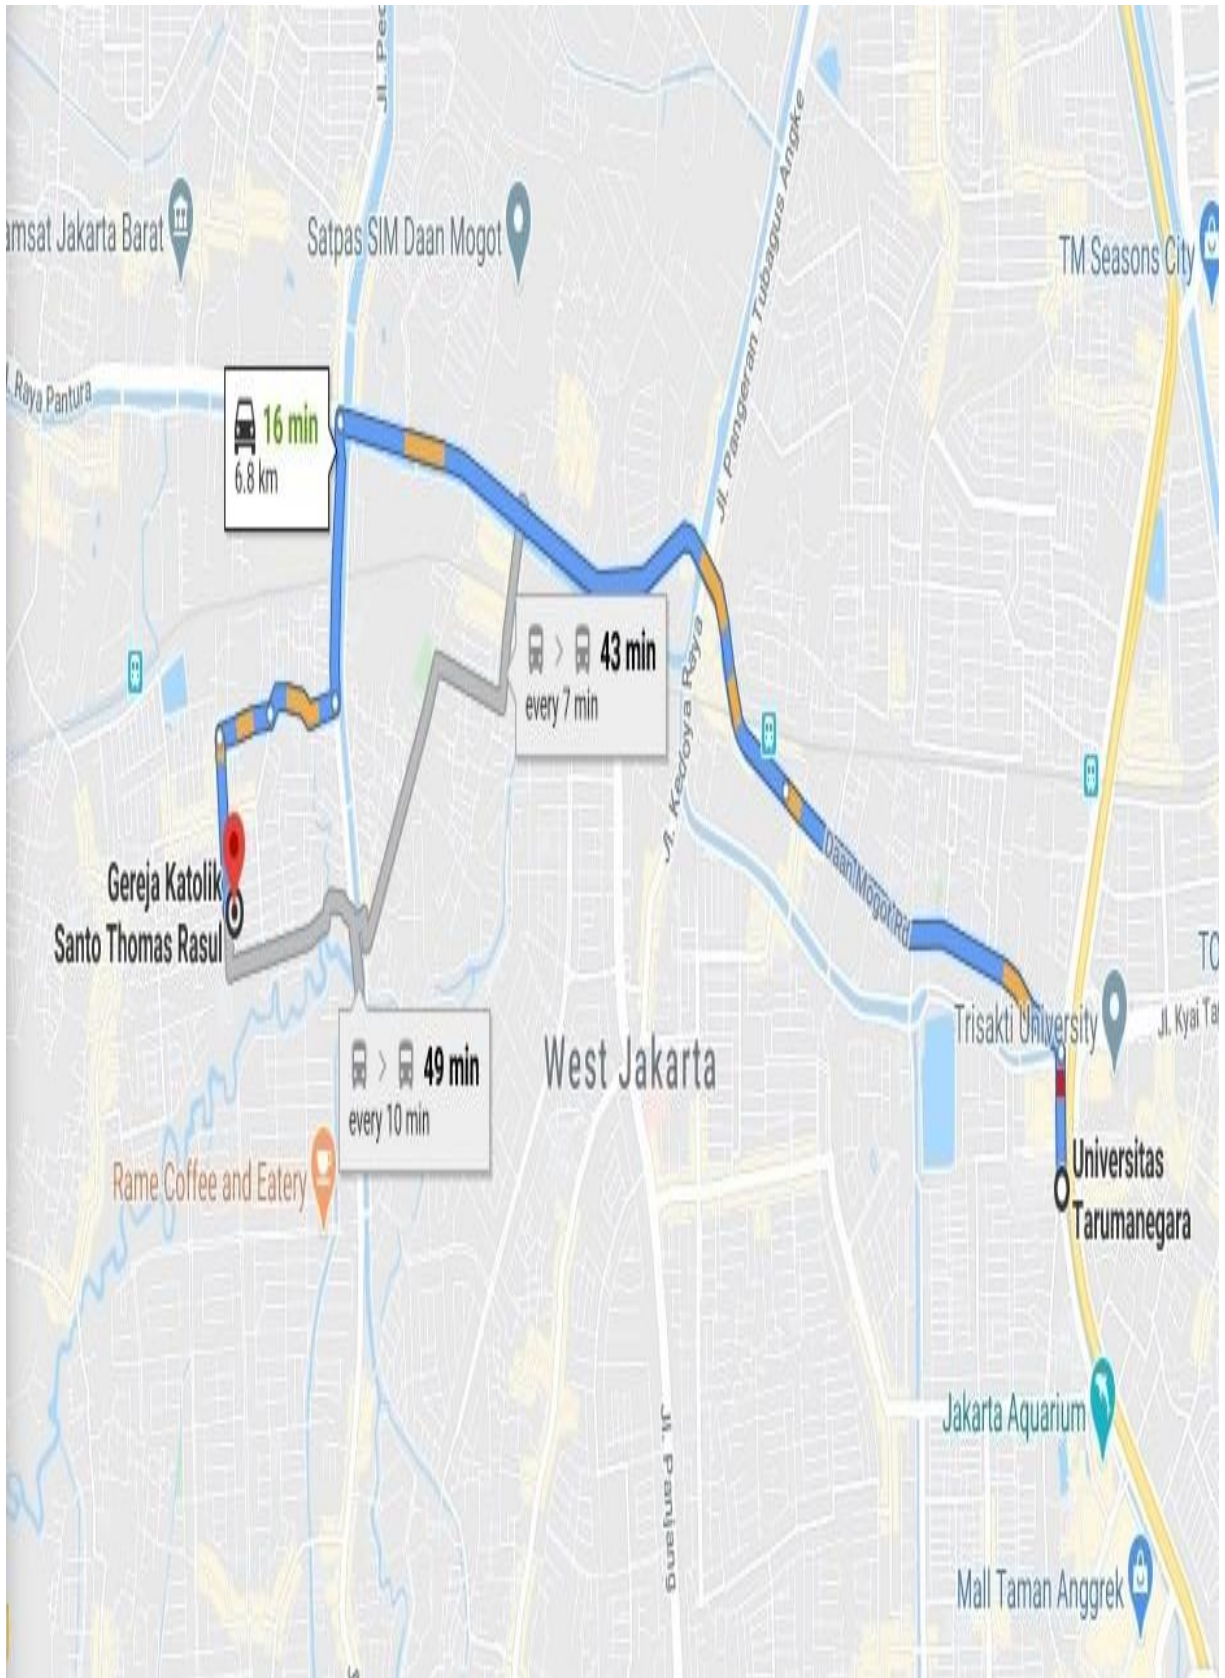 Jl. Pec
amsat Jakarta Barat
Satpas SIM Daan Mogot
Jl. Pangeran Tubagus Angke
TM Seasons City
. Raya Pantura
16 min
6.8 km
43 min
every 7 min
Jl. Kedoya Raya
Gereja Katolik
Santo Thomas Rasul
Daan Mogot Rd
TC
Trisakti University
Jl. Kyai Ta
49 min
every 10 min
West Jakarta
Rame Coffee and Eatery
Universitas
Tarumanegara
Jakarta Aquarium
Jl. Panjang
Mall Taman Anggrek